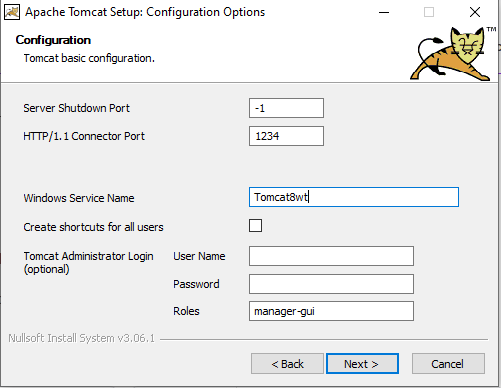 Apache Tomcat Setup: Configuration Options
Configuration
Tomcat basic configuration.
TM
Server Shutdown Port -1
HTTP/1.1 Connector Port 1234
Windows Service Name Tomcat8wt
Create shortcuts for all users
Tomcat Administrator Login User Name
(optional)
Password
Roles manager-gui
Nullsoft Install System v3.06.1
< Back Next > Cancel